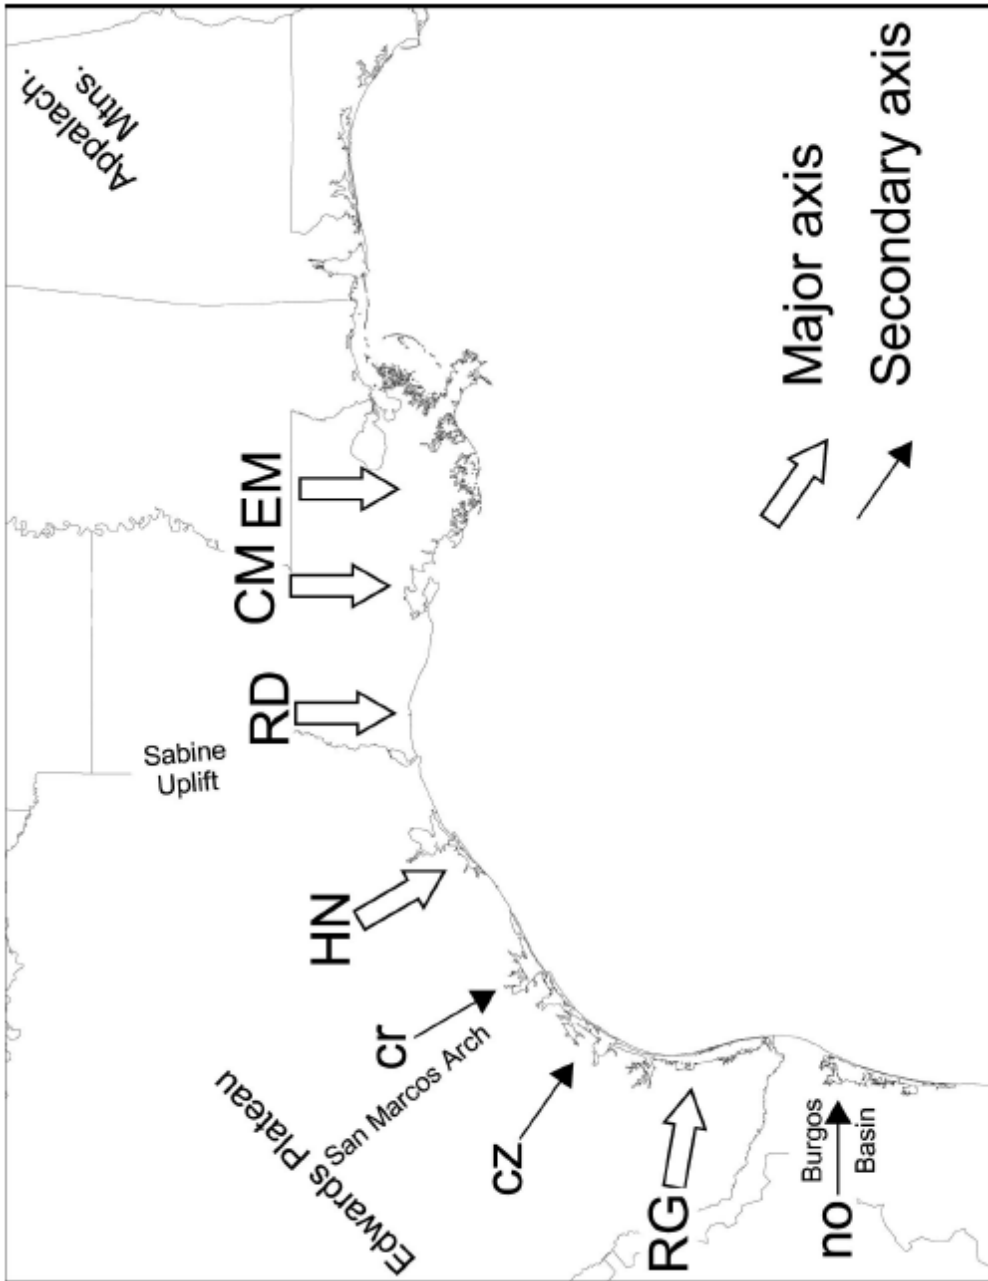 Appalach.
Mtns.
EM
CM
RD
Sabine
Uplift
HN
cr
San Marcos Arch
Edwards Plateau
cz
RG
no
Burgos
Basin
Major axis
Secondary axis